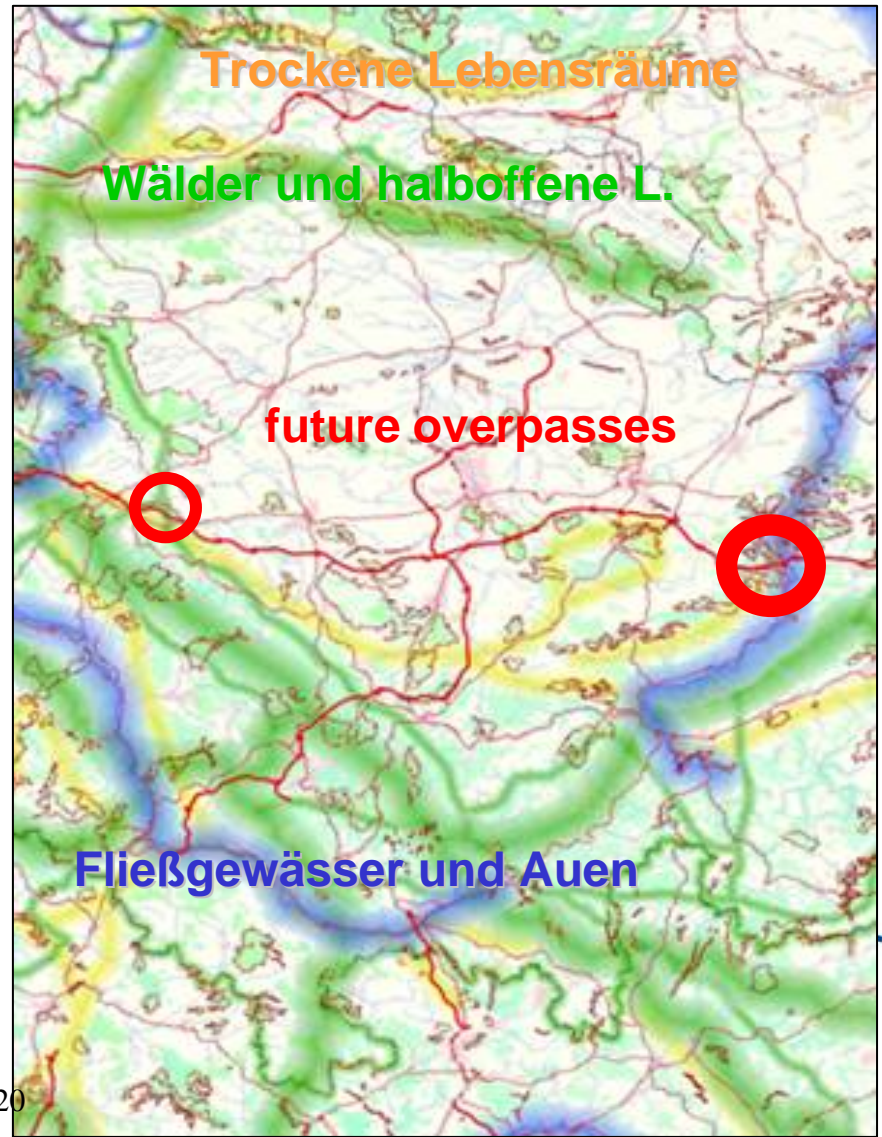 Trockene Lebensräume
Wälder und halboffene L.
future overpasses
Fließgewässer und Auen
20